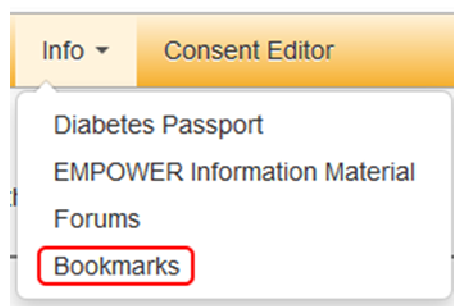 Info Consent Editor
Diabetes Passport
EMPOWER Information Material
Forums
Bookmarks